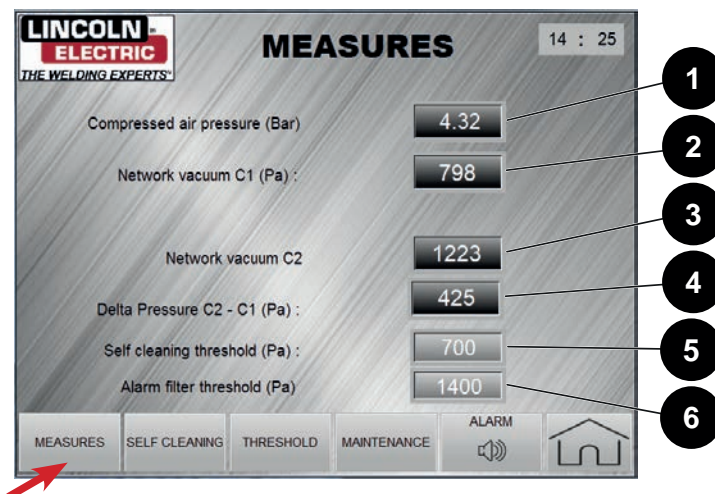 LINCOLN
ELECTRIC
THE WELDING EXPERTS®
MEASURES
14 : 25
Compressed air pressure (Bar)
4.32
1
Network vacuum C1 (Pa) :
798
2
Network vacuum C2
1223
3
Delta Pressure C2 - C1 (Pa) :
425
4
Self cleaning threshold (Pa) :
700
5
Alarm filter threshold (Pa)
1400
6
MEASURES
SELF CLEANING
THRESHOLD
MAINTENANCE
ALARM